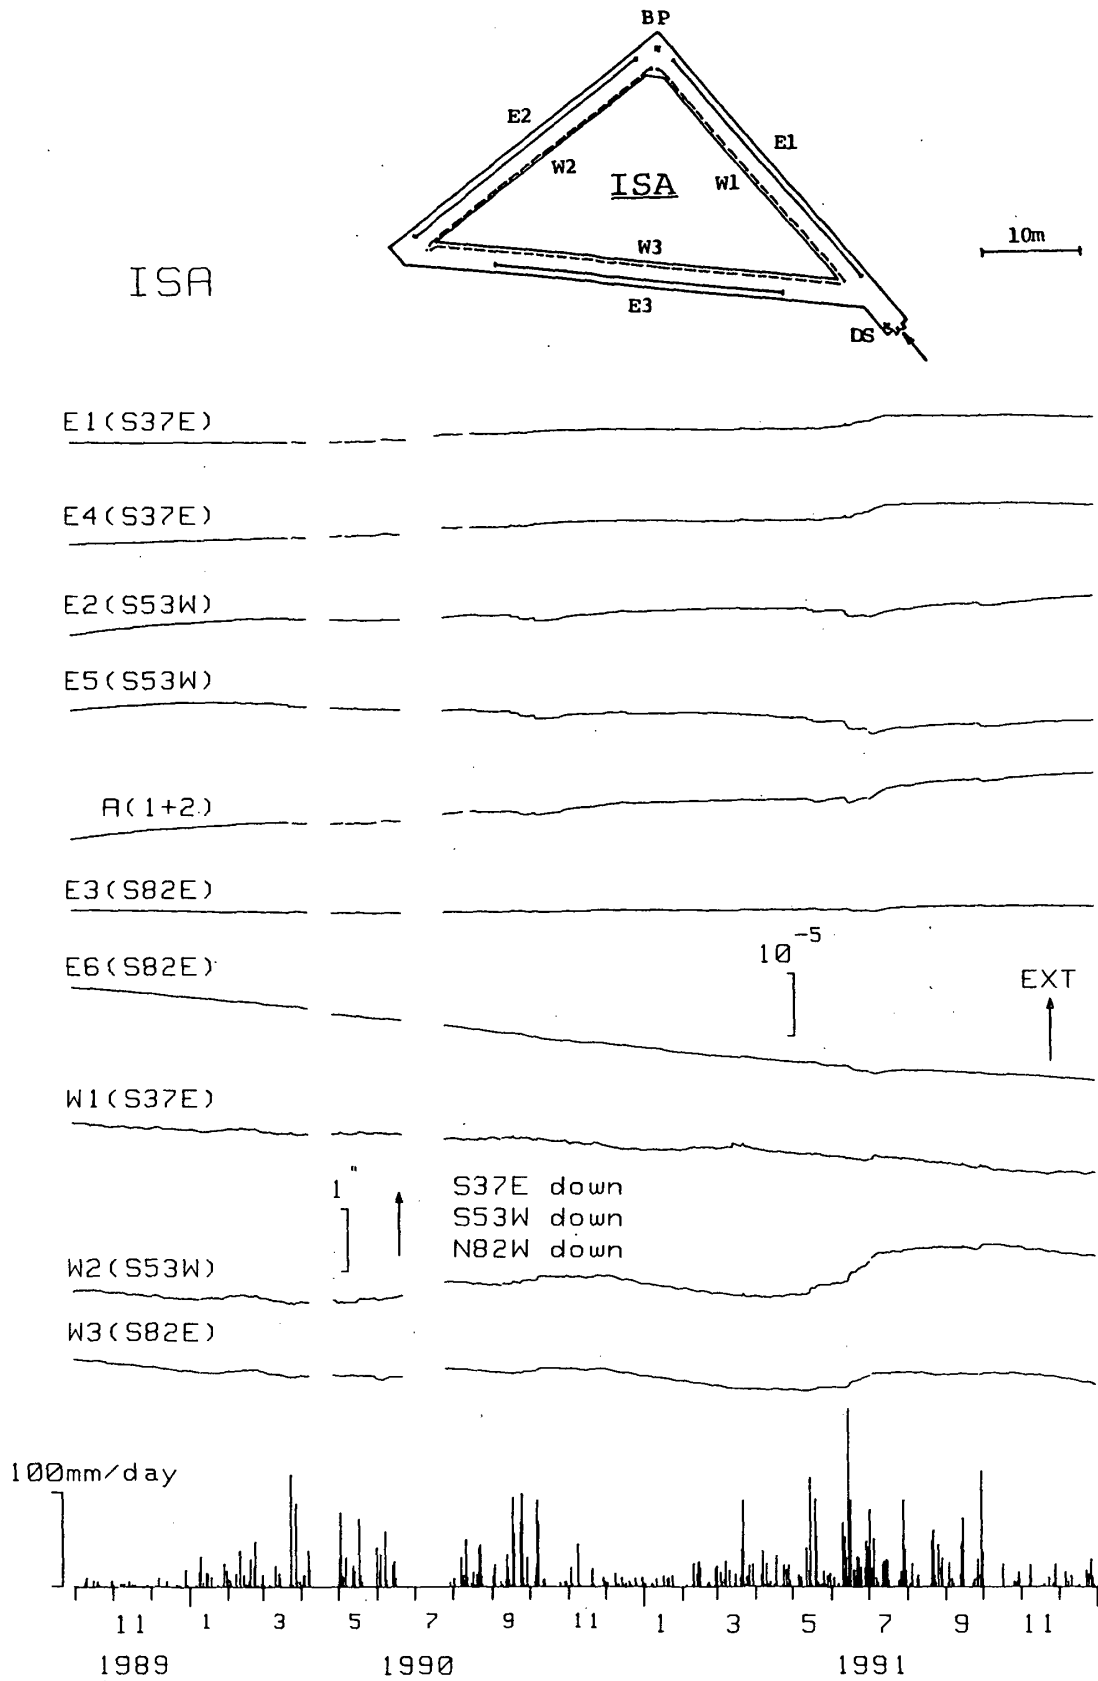 BP
E2
E1
W2
W1
ISA
W3
10m
E3
DS
ISA
E1(S37E)
E4(S37E)
E2(S53W)
E5(S53W)
A(1+2)
E3(S82E)
10-5
E6(S82E)
EXT
W1(S37E)
1"
S37E down
S53W down
N82W down
W2(S53W)
W3(S82E)
100mm/day
11 1 3 5 7 9 11 1 3 5 7 9 11
1989 1990 1991